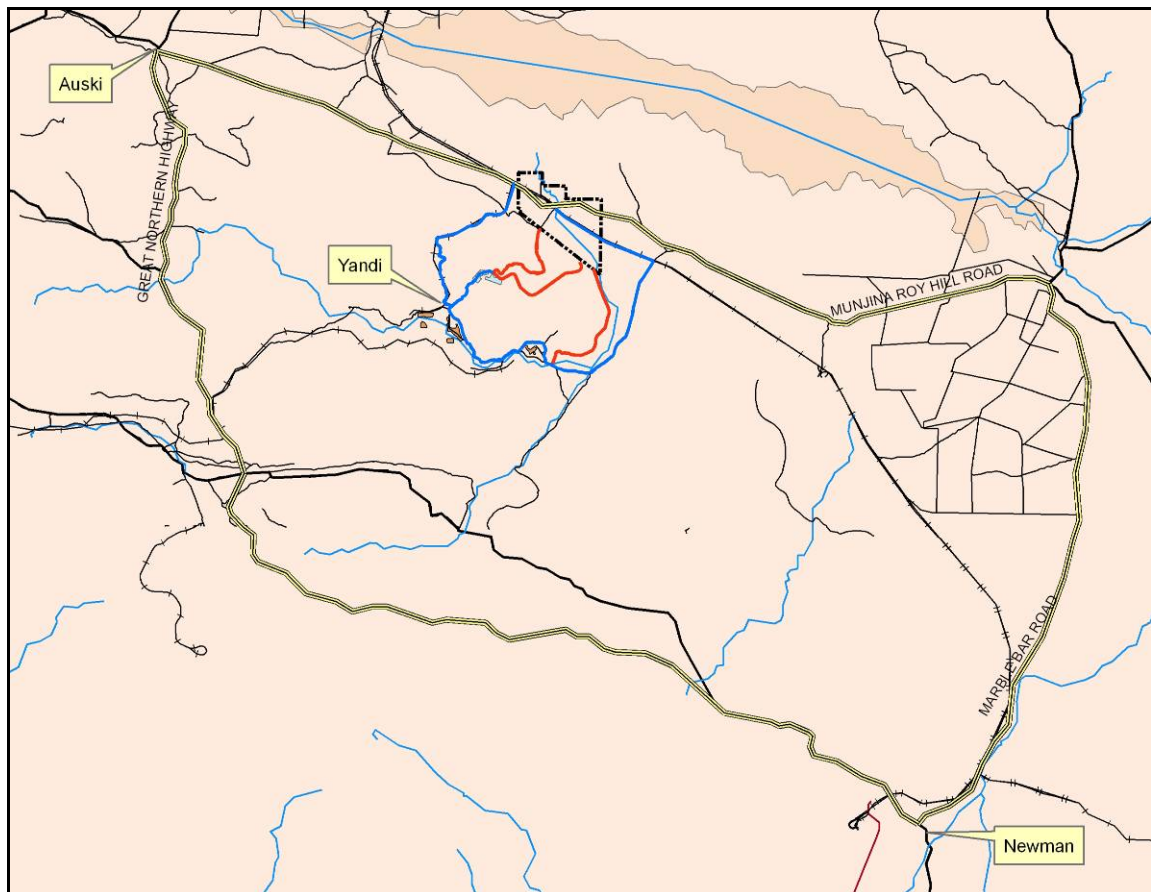 Auski
GREAT NORTHERN HIGHWAY
Yandi
MUNJINA ROY HILL ROAD
MARBLE BAR ROAD
Newman